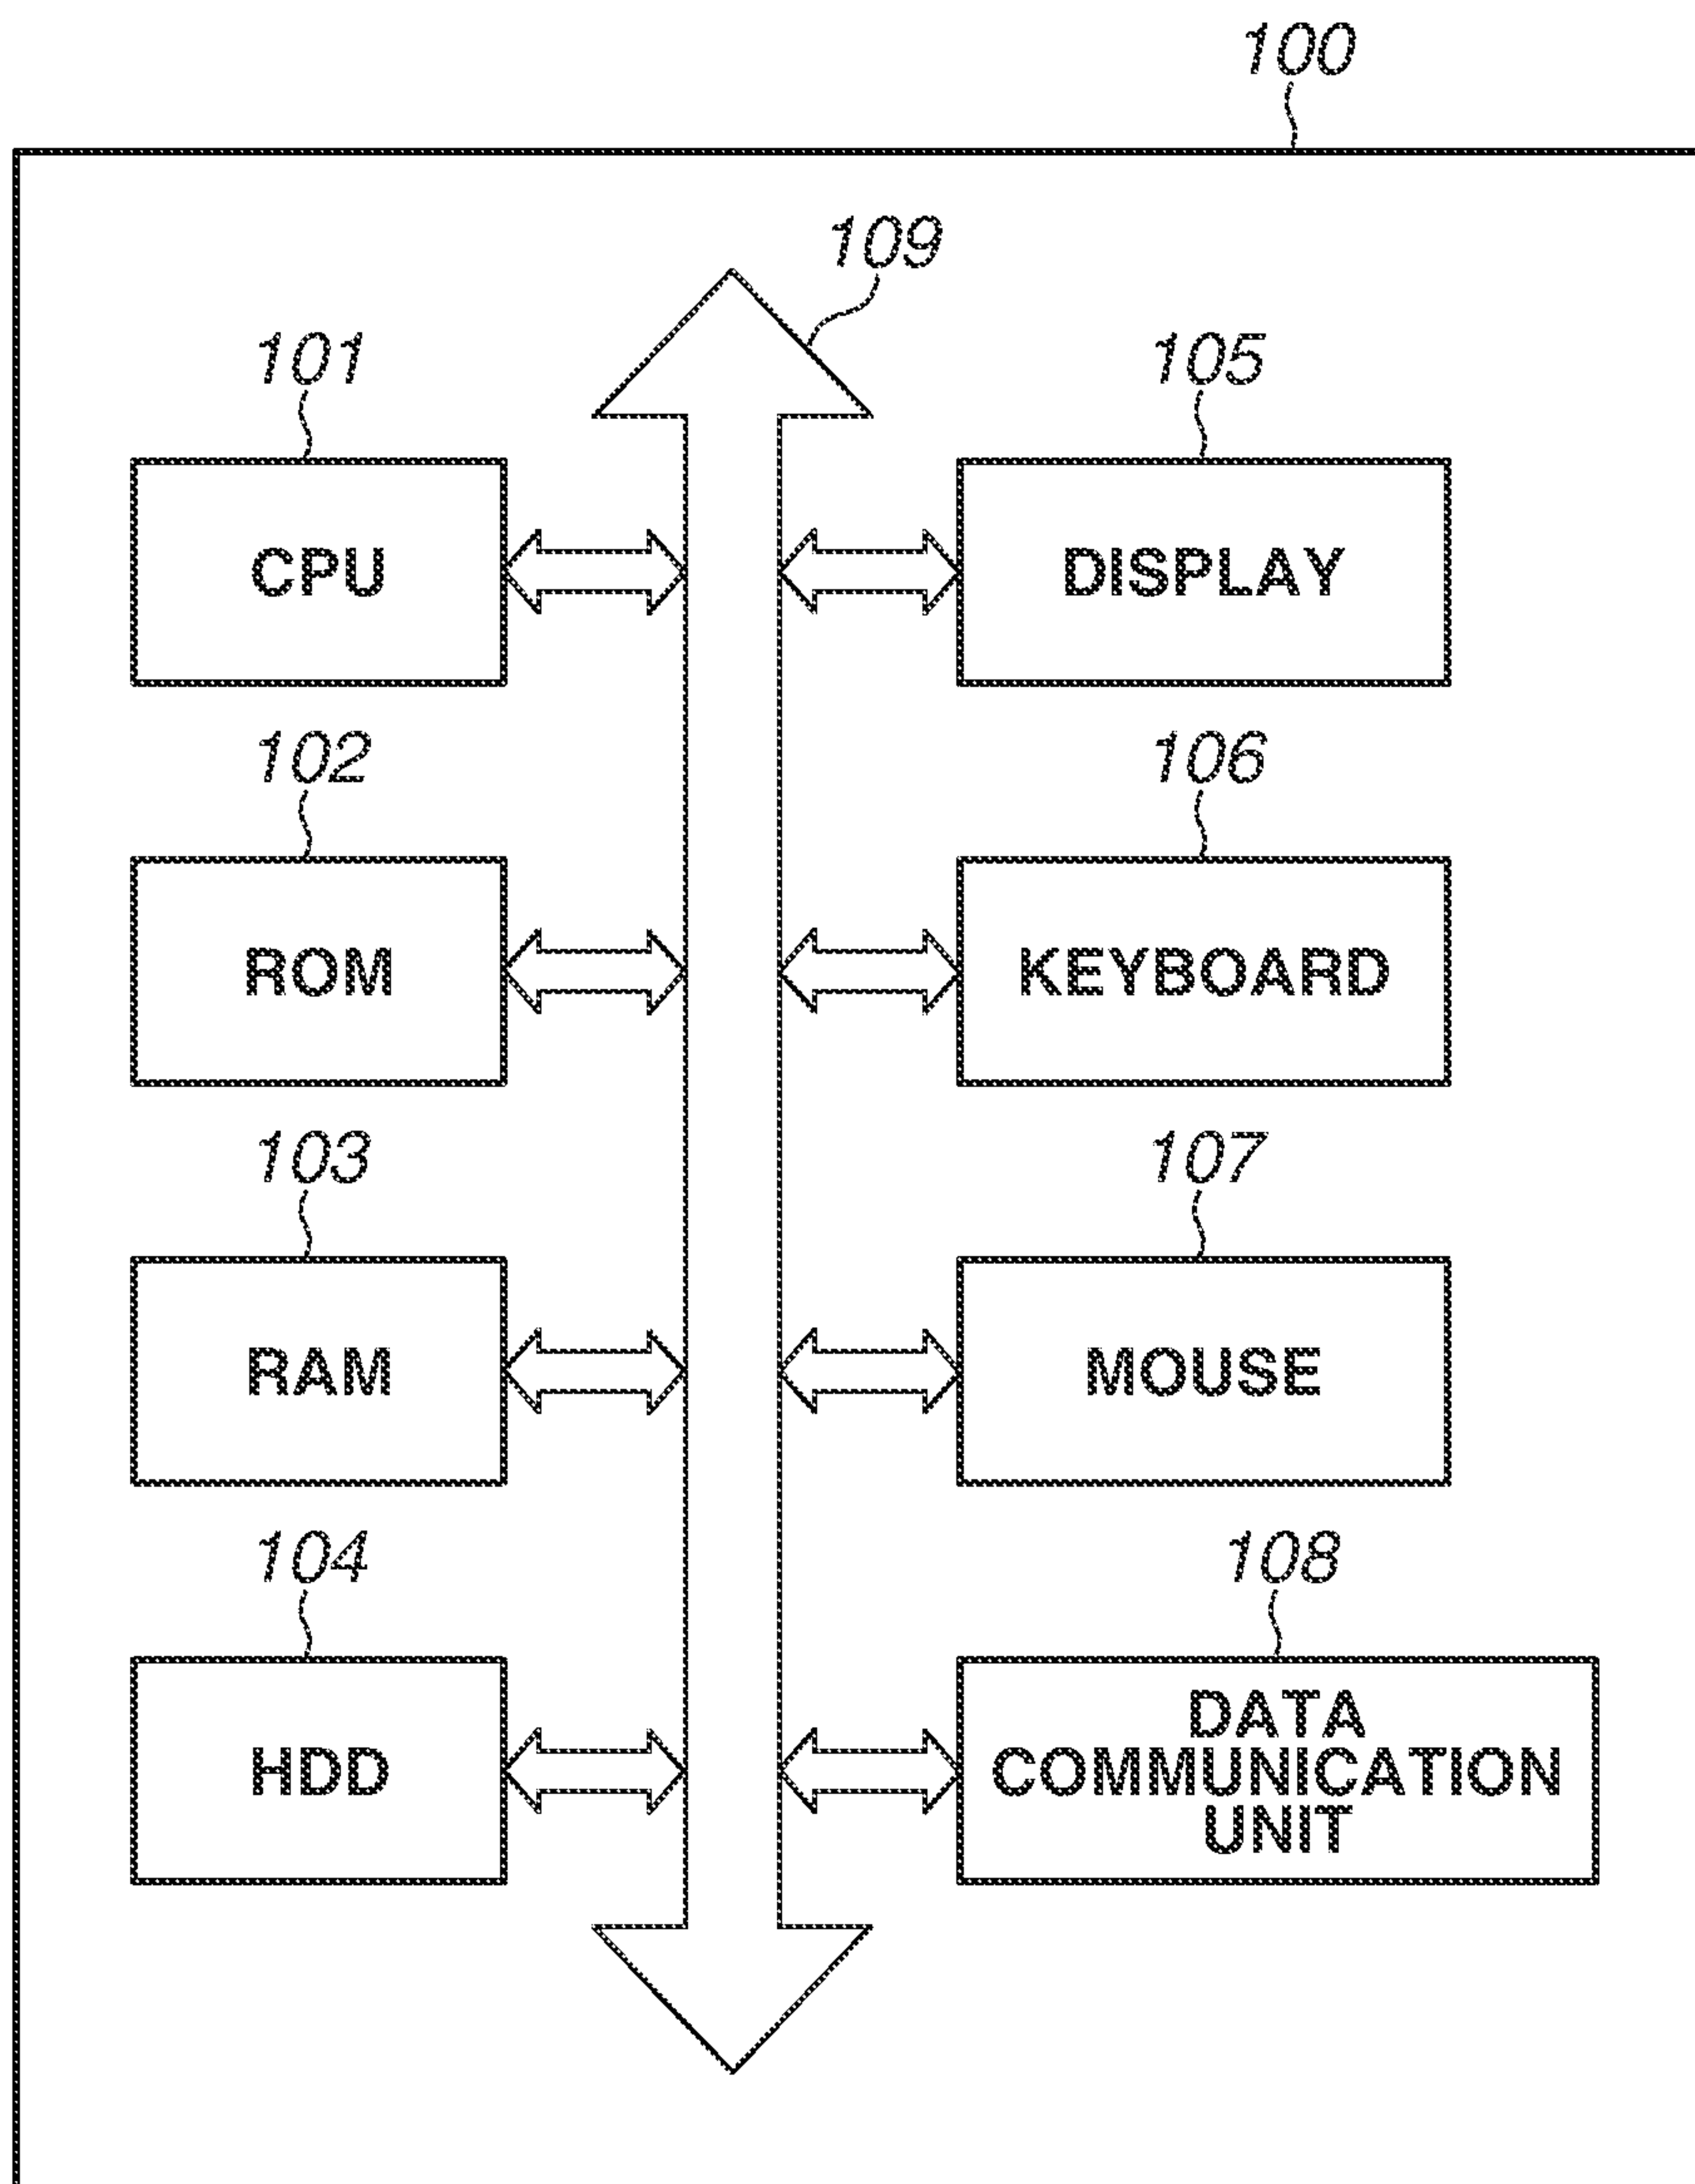 100
109
101
105
CPU
DISPLAY
102
106
ROM
KEYBOARD
103
107
RAM
MOUSE
104
108
HDD
DATA
COMMUNICATION
UNIT